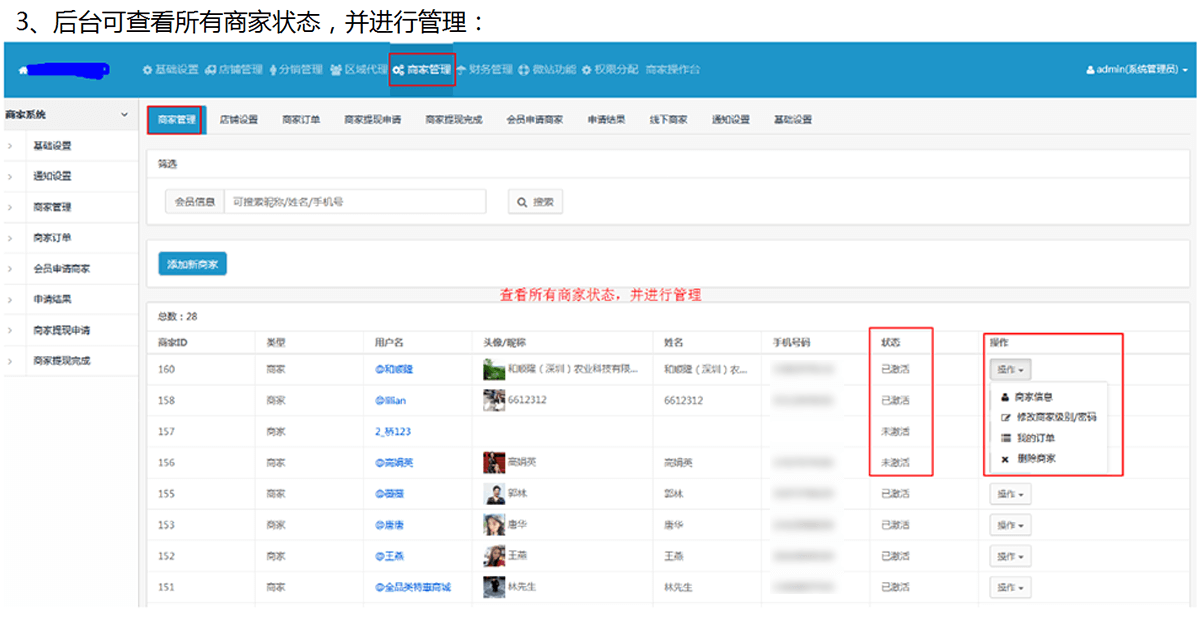 3、后台可查看所有商家状态，并进行管理：
基础设置 店铺管理 分销管理 区域代理 商家管理 财务管理 微站功能 权限分配 商家操作台 admin(系统管理员)
商家系统
基础设置
通知设置
商家管理
商家订单
会员申请商家
申请结果
商家提现申请
商家提现完成
商家管理 店铺设置 商家订单 商家提现申请 商家提现完成 会员申请商家 申请结果 线下商家 通知设置 基础设置
筛选
会员信息 可搜索昵称/姓名/手机号 搜索
添加新商家
查看所有商家状态，并进行管理
总数：28
商家ID 类型 用户名 头像/昵称 姓名 手机号码 状态 操作
160 商家 @和顺隆 和顺隆（深圳）农业科技有限... 和顺隆（深圳）农... 已激活 操作
商家信息
修改商家级别/密码
我的订单
删除商家
158 商家 @lilian 6612312 6612312 已激活
157 商家 2_桥123 未激活
156 商家 @高娟英 高娟英 高娟英 未激活
155 商家 @薇薇 郭林 郭林 已激活 操作
153 商家 @唐唐 唐华 唐华 已激活 操作
152 商家 @王燕 王燕 王燕 已激活 操作
151 商家 @全品英特惠商城 林先生 林先生 已激活 操作